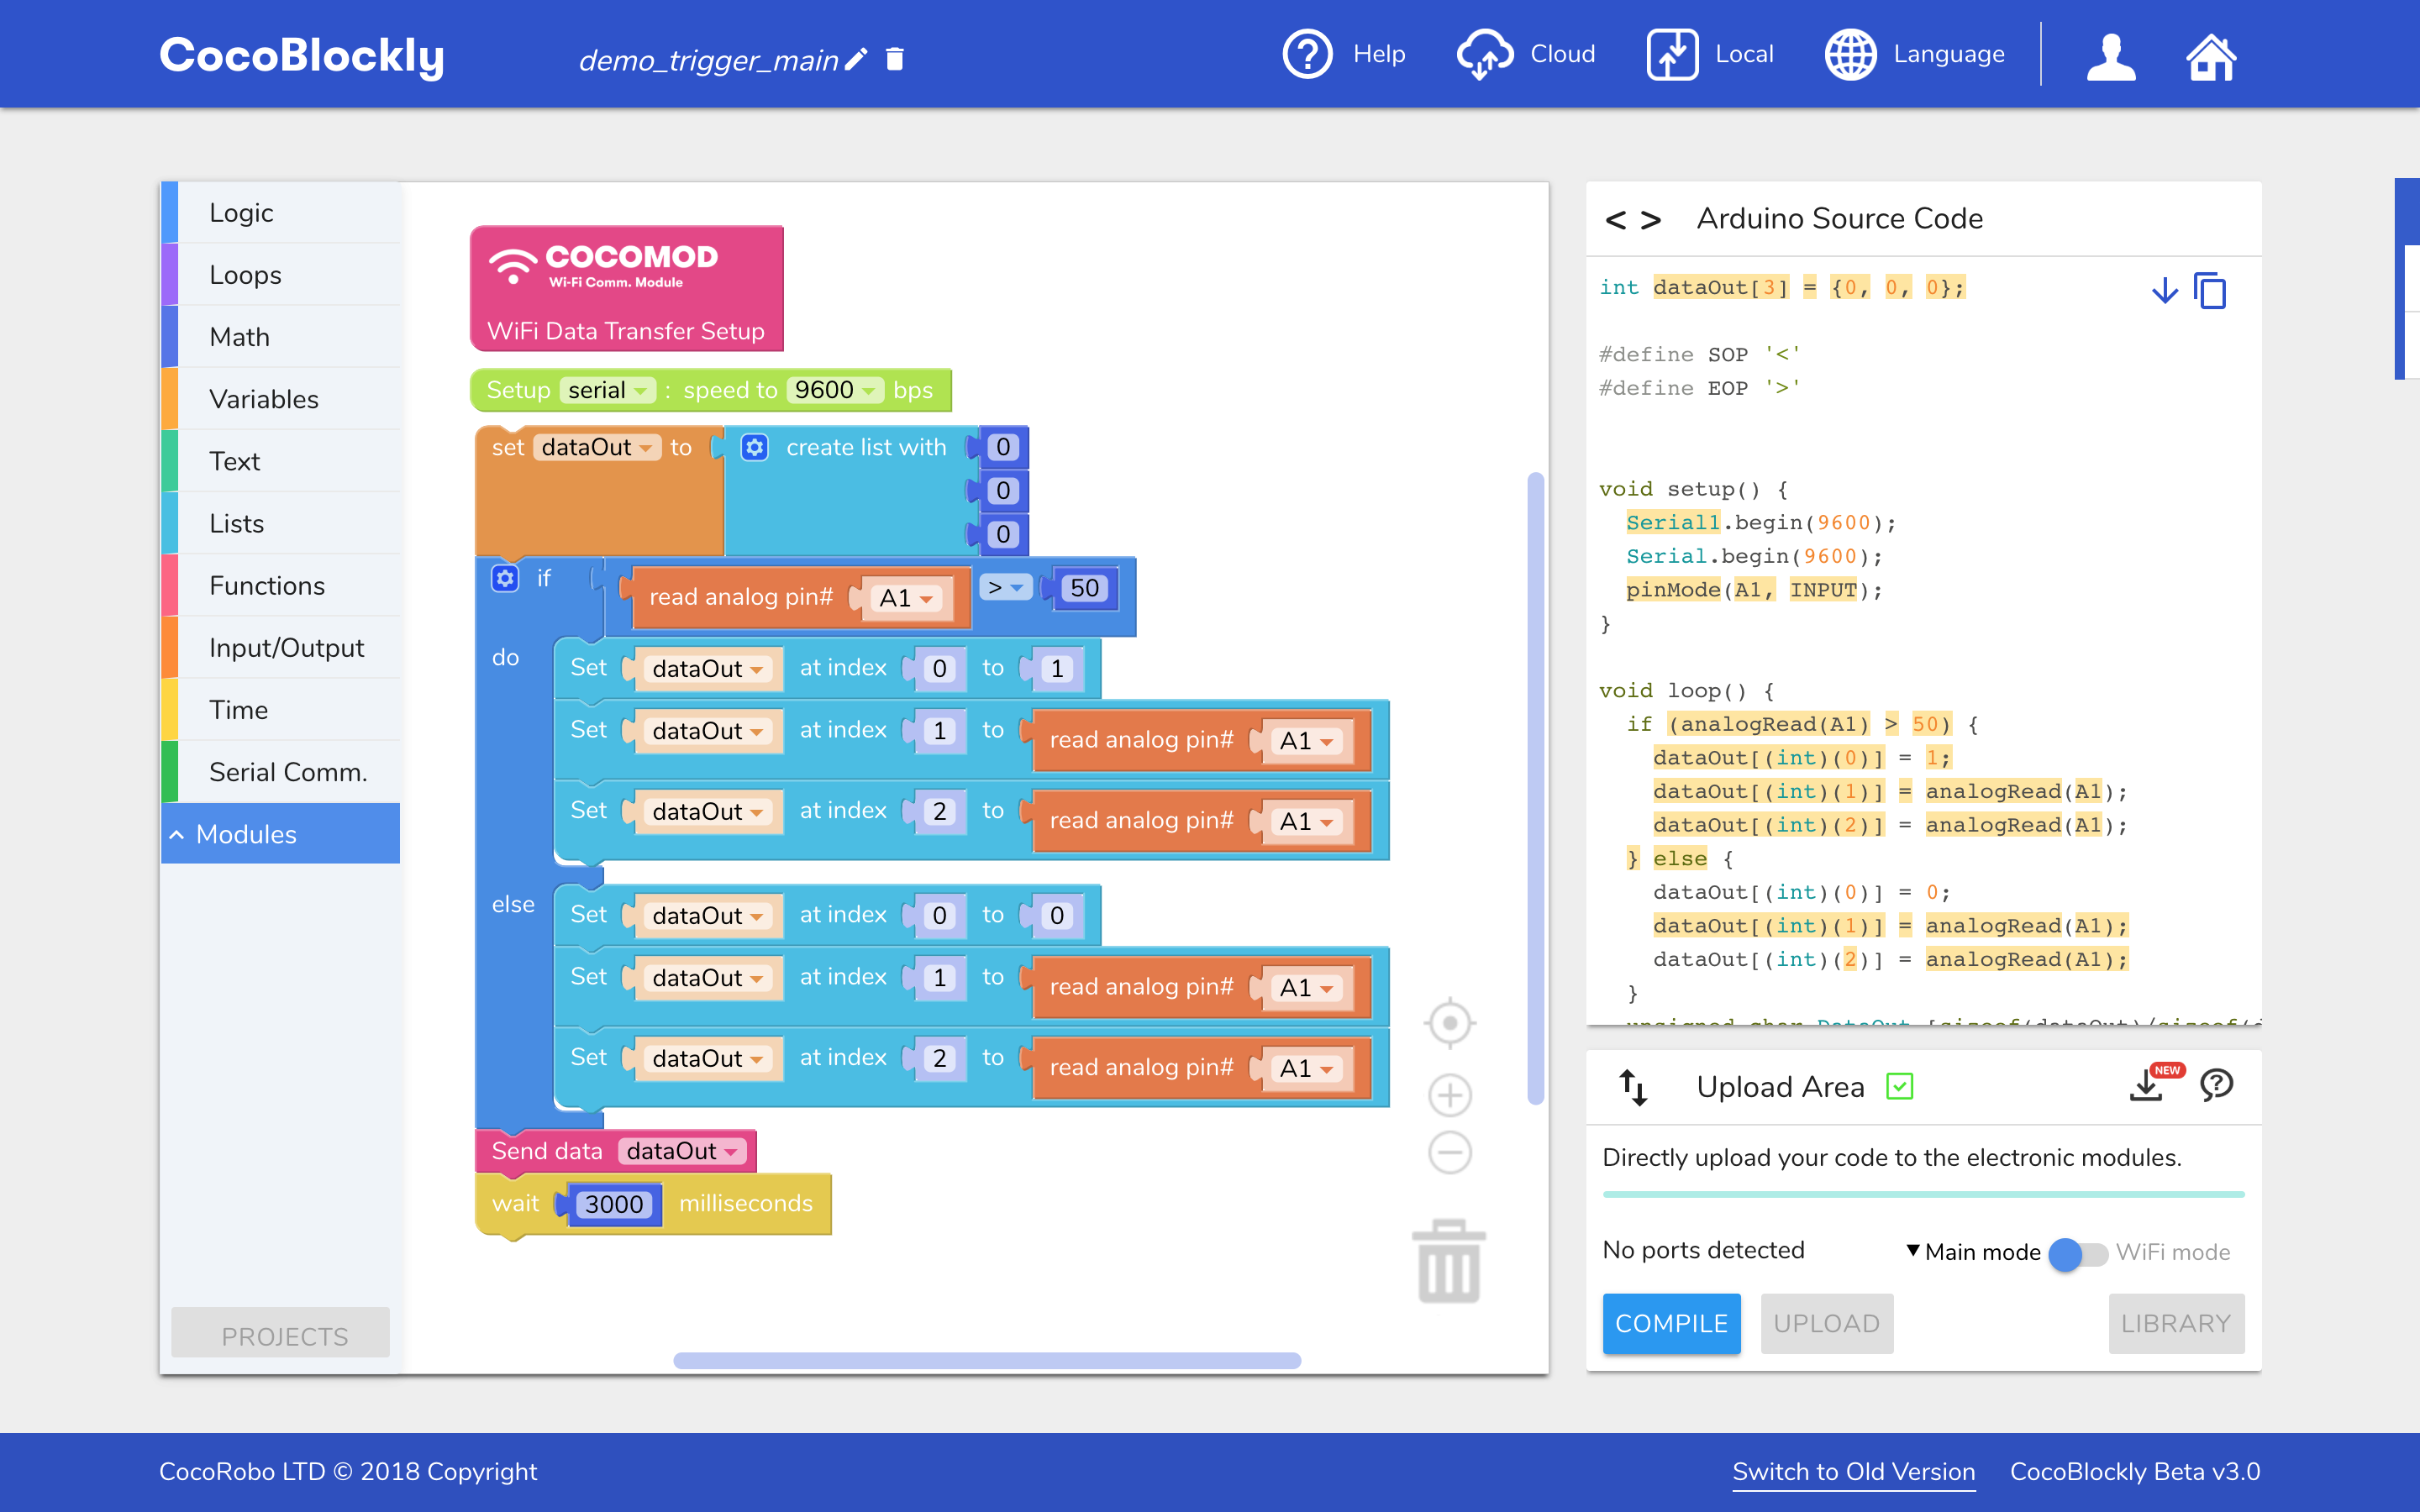 CocoBlockly
demo_trigger_main
Help
Cloud
Local
Language
Logic
Loops
Math
Variables
Text
Lists
Functions
Input/Output
Time
Serial Comm.
Modules
PROJECTS
COCOMOD
Wi-Fi Comm. Module
WiFi Data Transfer Setup
Setup serial : speed to 9600 bps
set dataOut to create list with 0
0
0
if read analog pin# A1 > 50
do
Set dataOut at index 0 to 1
Set dataOut at index 1 to read analog pin# A1
Set dataOut at index 2 to read analog pin# A1
else
Set dataOut at index 0 to 0
Set dataOut at index 1 to read analog pin# A1
Set dataOut at index 2 to read analog pin# A1
Send data dataOut
wait 3000 milliseconds
< > Arduino Source Code
int dataOut[3] = {0, 0, 0};
#define SOP '<'
#define EOP '>'
void setup() {
Serial1.begin(9600);
Serial.begin(9600);
pinMode(A1, INPUT);
}
void loop() {
if (analogRead(A1) > 50) {
dataOut[(int)(0)] = 1;
dataOut[(int)(1)] = analogRead(A1);
dataOut[(int)(2)] = analogRead(A1);
} else {
dataOut[(int)(0)] = 0;
dataOut[(int)(1)] = analogRead(A1);
dataOut[(int)(2)] = analogRead(A1);
}
Upload Area
NEW
Directly upload your code to the electronic modules.
No ports detected
Main mode
WiFi mode
COMPILE
UPLOAD
LIBRARY
CocoRobo LTD © 2018 Copyright
Switch to Old Version
CocoBlockly Beta v3.0